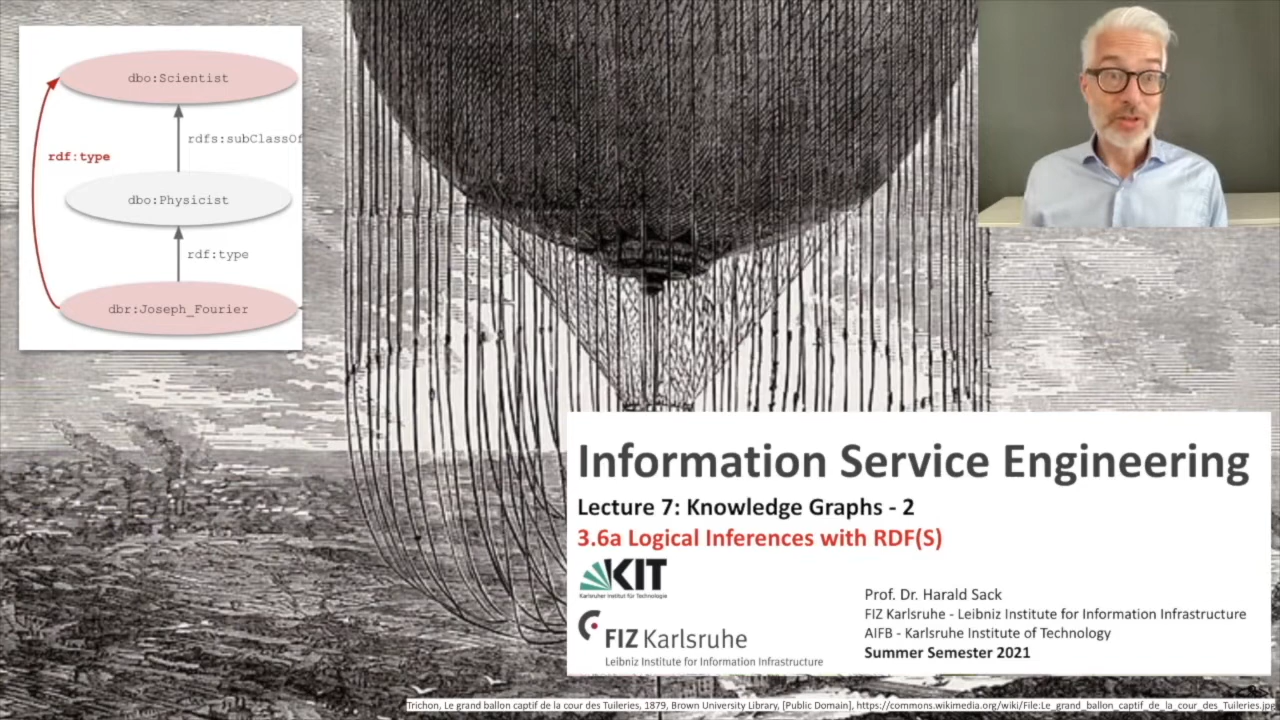 dbo:Scientist
rdfs:subClassOf
rdf:type
dbo:Physicist
rdf:type
dbr:Joseph_Fourier
Information Service Engineering
Lecture 7: Knowledge Graphs - 2
3.6a Logical Inferences with RDF(S)
KIT
Karlsruher Institut für Technologie
FIZ Karlsruhe
Leibniz Institute for Information Infrastructure
Prof. Dr. Harald Sack
FIZ Karlsruhe - Leibniz Institute for Information Infrastructure
AIFB - Karlsruhe Institute of Technology
Summer Semester 2021
Trichon, Le grand ballon captif de la cour des Tuileries, 1879, Brown University Library, [Public Domain], https://commons.wikimedia.org/wiki/File:Le_grand_ballon_captif_de_la_cour_des_Tuileries.jpg